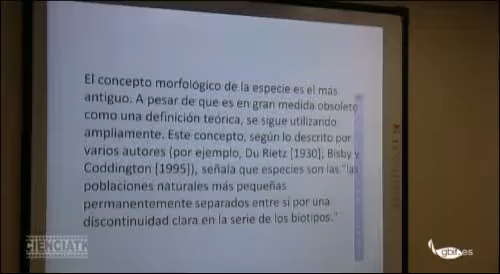 El concepto morfológico de la especie es el más
antiguo. A pesar de que es en gran medida obsoleto
como una definición teórica, se sigue utilizando
ampliamente. Este concepto, según lo descrito por
varios autores (por ejemplo, Du Rietz [1930], Bisby y
Coddington [1995]), señala que especies son las "las
poblaciones naturales más pequeñas
permanentemente separados entre sí por una
discontinuidad clara en la serie de los biotipos."
CIENCIATK
gbif.es